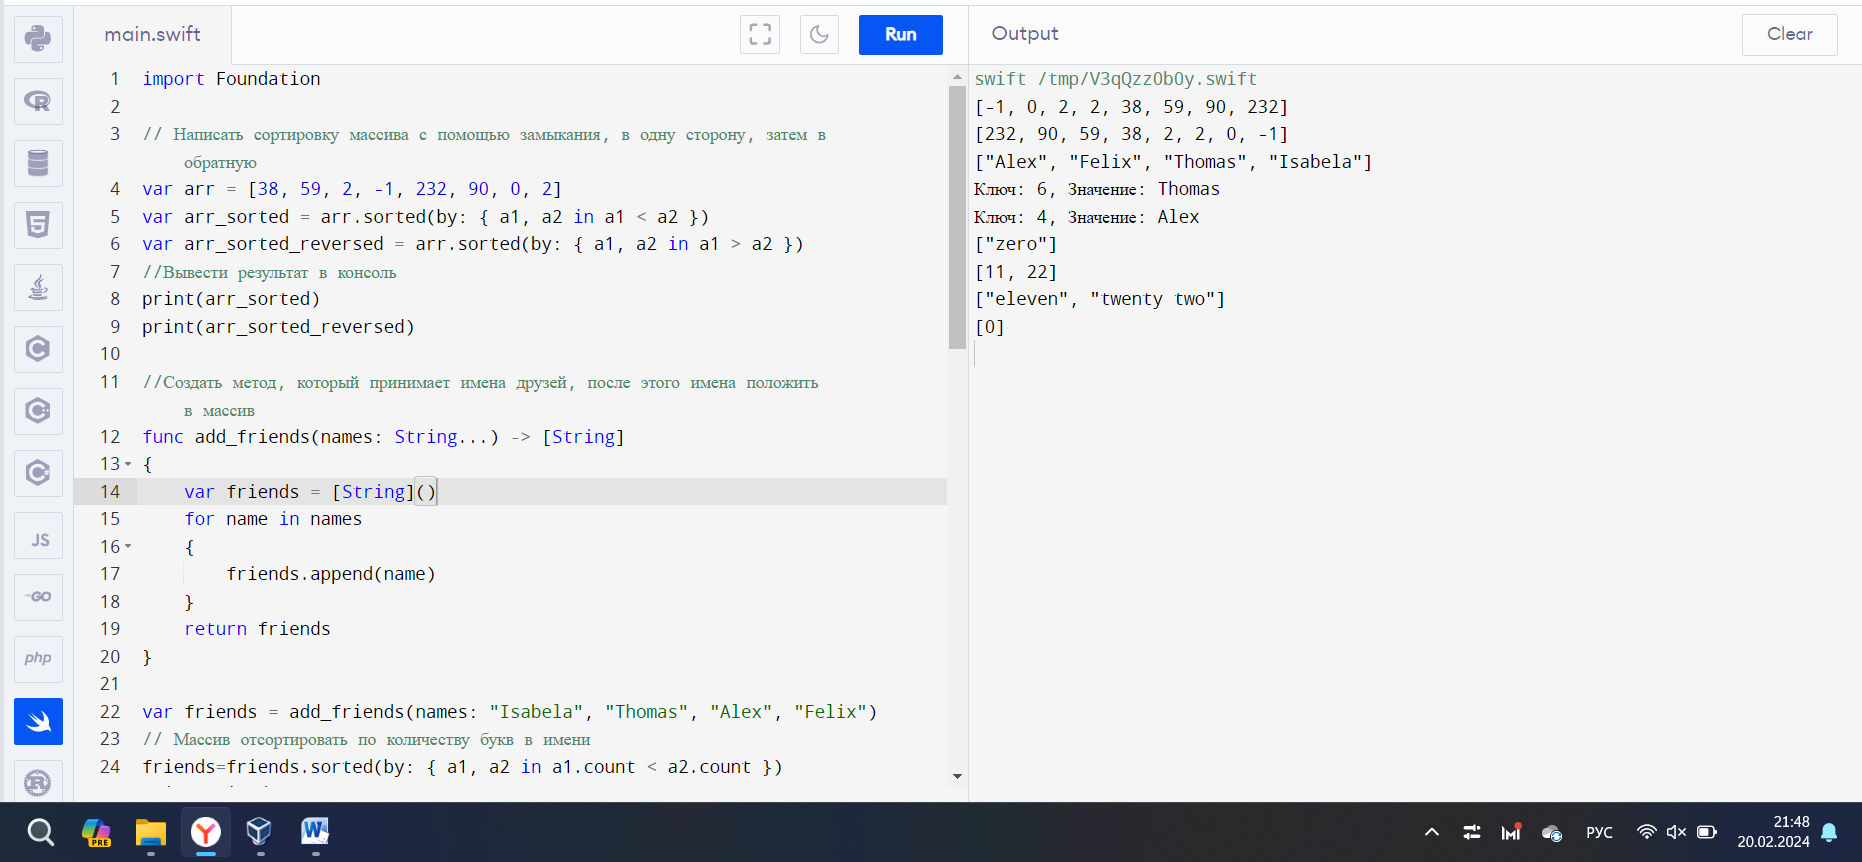 main.swift
Run
Output
Clear
1 import Foundation
2
3 // Написать сортировку массива с помощью замыкания, в одну сторону, затем в
обратную
4 var arr = [38, 59, 2, -1, 232, 90, 0, 2]
5 var arr_sorted = arr.sorted(by: { a1, a2 in a1 < a2 })
6 var arr_sorted_reversed = arr.sorted(by: { a1, a2 in a1 > a2 })
7 //Вывести результат в консоль
8 print(arr_sorted)
9 print(arr_sorted_reversed)
10
11 //Создать метод, который принимает имена друзей, после этого имена положить
в массив
12 func add_friends(names: String...) -> [String]
13 {
14 var friends = [String]()
15 for name in names
16 {
17 friends.append(name)
18 }
19 return friends
20 }
21
22 var friends = add_friends(names: "Isabela", "Thomas", "Alex", "Felix")
23 // Массив отсортировать по количеству букв в имени
24 friends=friends.sorted(by: { a1, a2 in a1.count < a2.count })
swift /tmp/V3qQzz0b0y.swift
[-1, 0, 2, 2, 38, 59, 90, 232]
[232, 90, 59, 38, 2, 2, 0, -1]
["Alex", "Felix", "Thomas", "Isabela"]
Ключ: 6, Значение: Thomas
Ключ: 4, Значение: Alex
["zero"]
[11, 22]
["eleven", "twenty two"]
[0]
JS
GO
php
PRE
РУС
21:48
20.02.2024